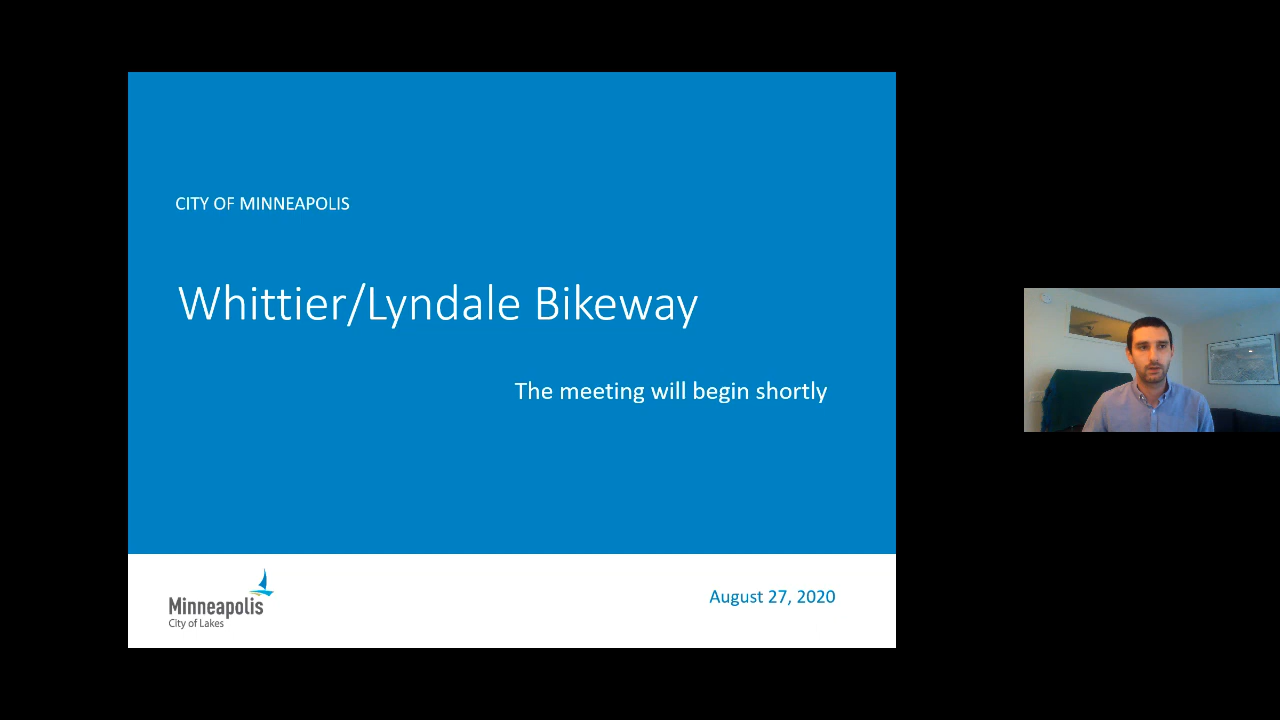 CITY OF MINNEAPOLIS
Whittier/Lyndale Bikeway
The meeting will begin shortly
Minneapolis
City of Lakes
August 27, 2020